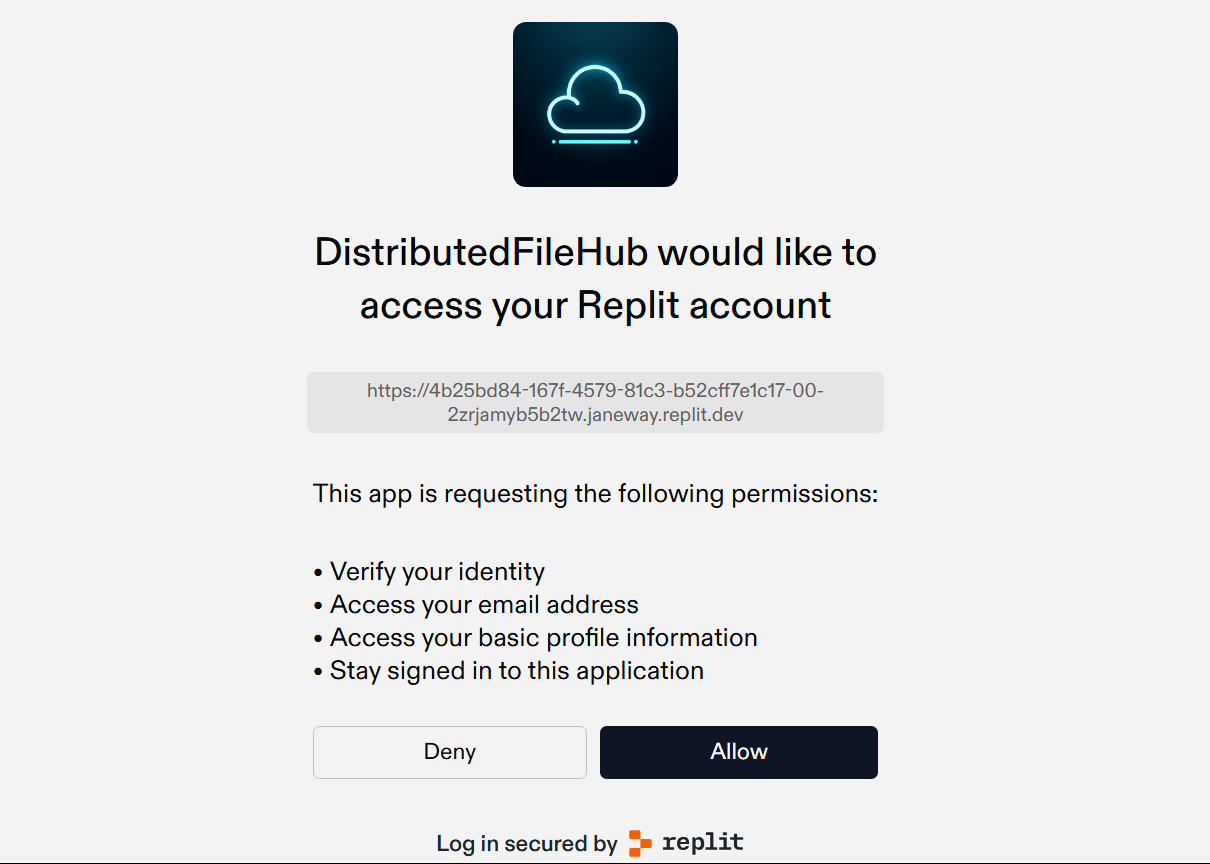 DistributedFileHub would like to
access your Replit account
https://4b25bd84-167f-4579-81c3-b52cff7e1c17-00-
2zrjamyb5b2tw.janeway.replit.dev
This app is requesting the following permissions:
• Verify your identity
• Access your email address
• Access your basic profile information
• Stay signed in to this application
Deny
Allow
Log in secured by replit